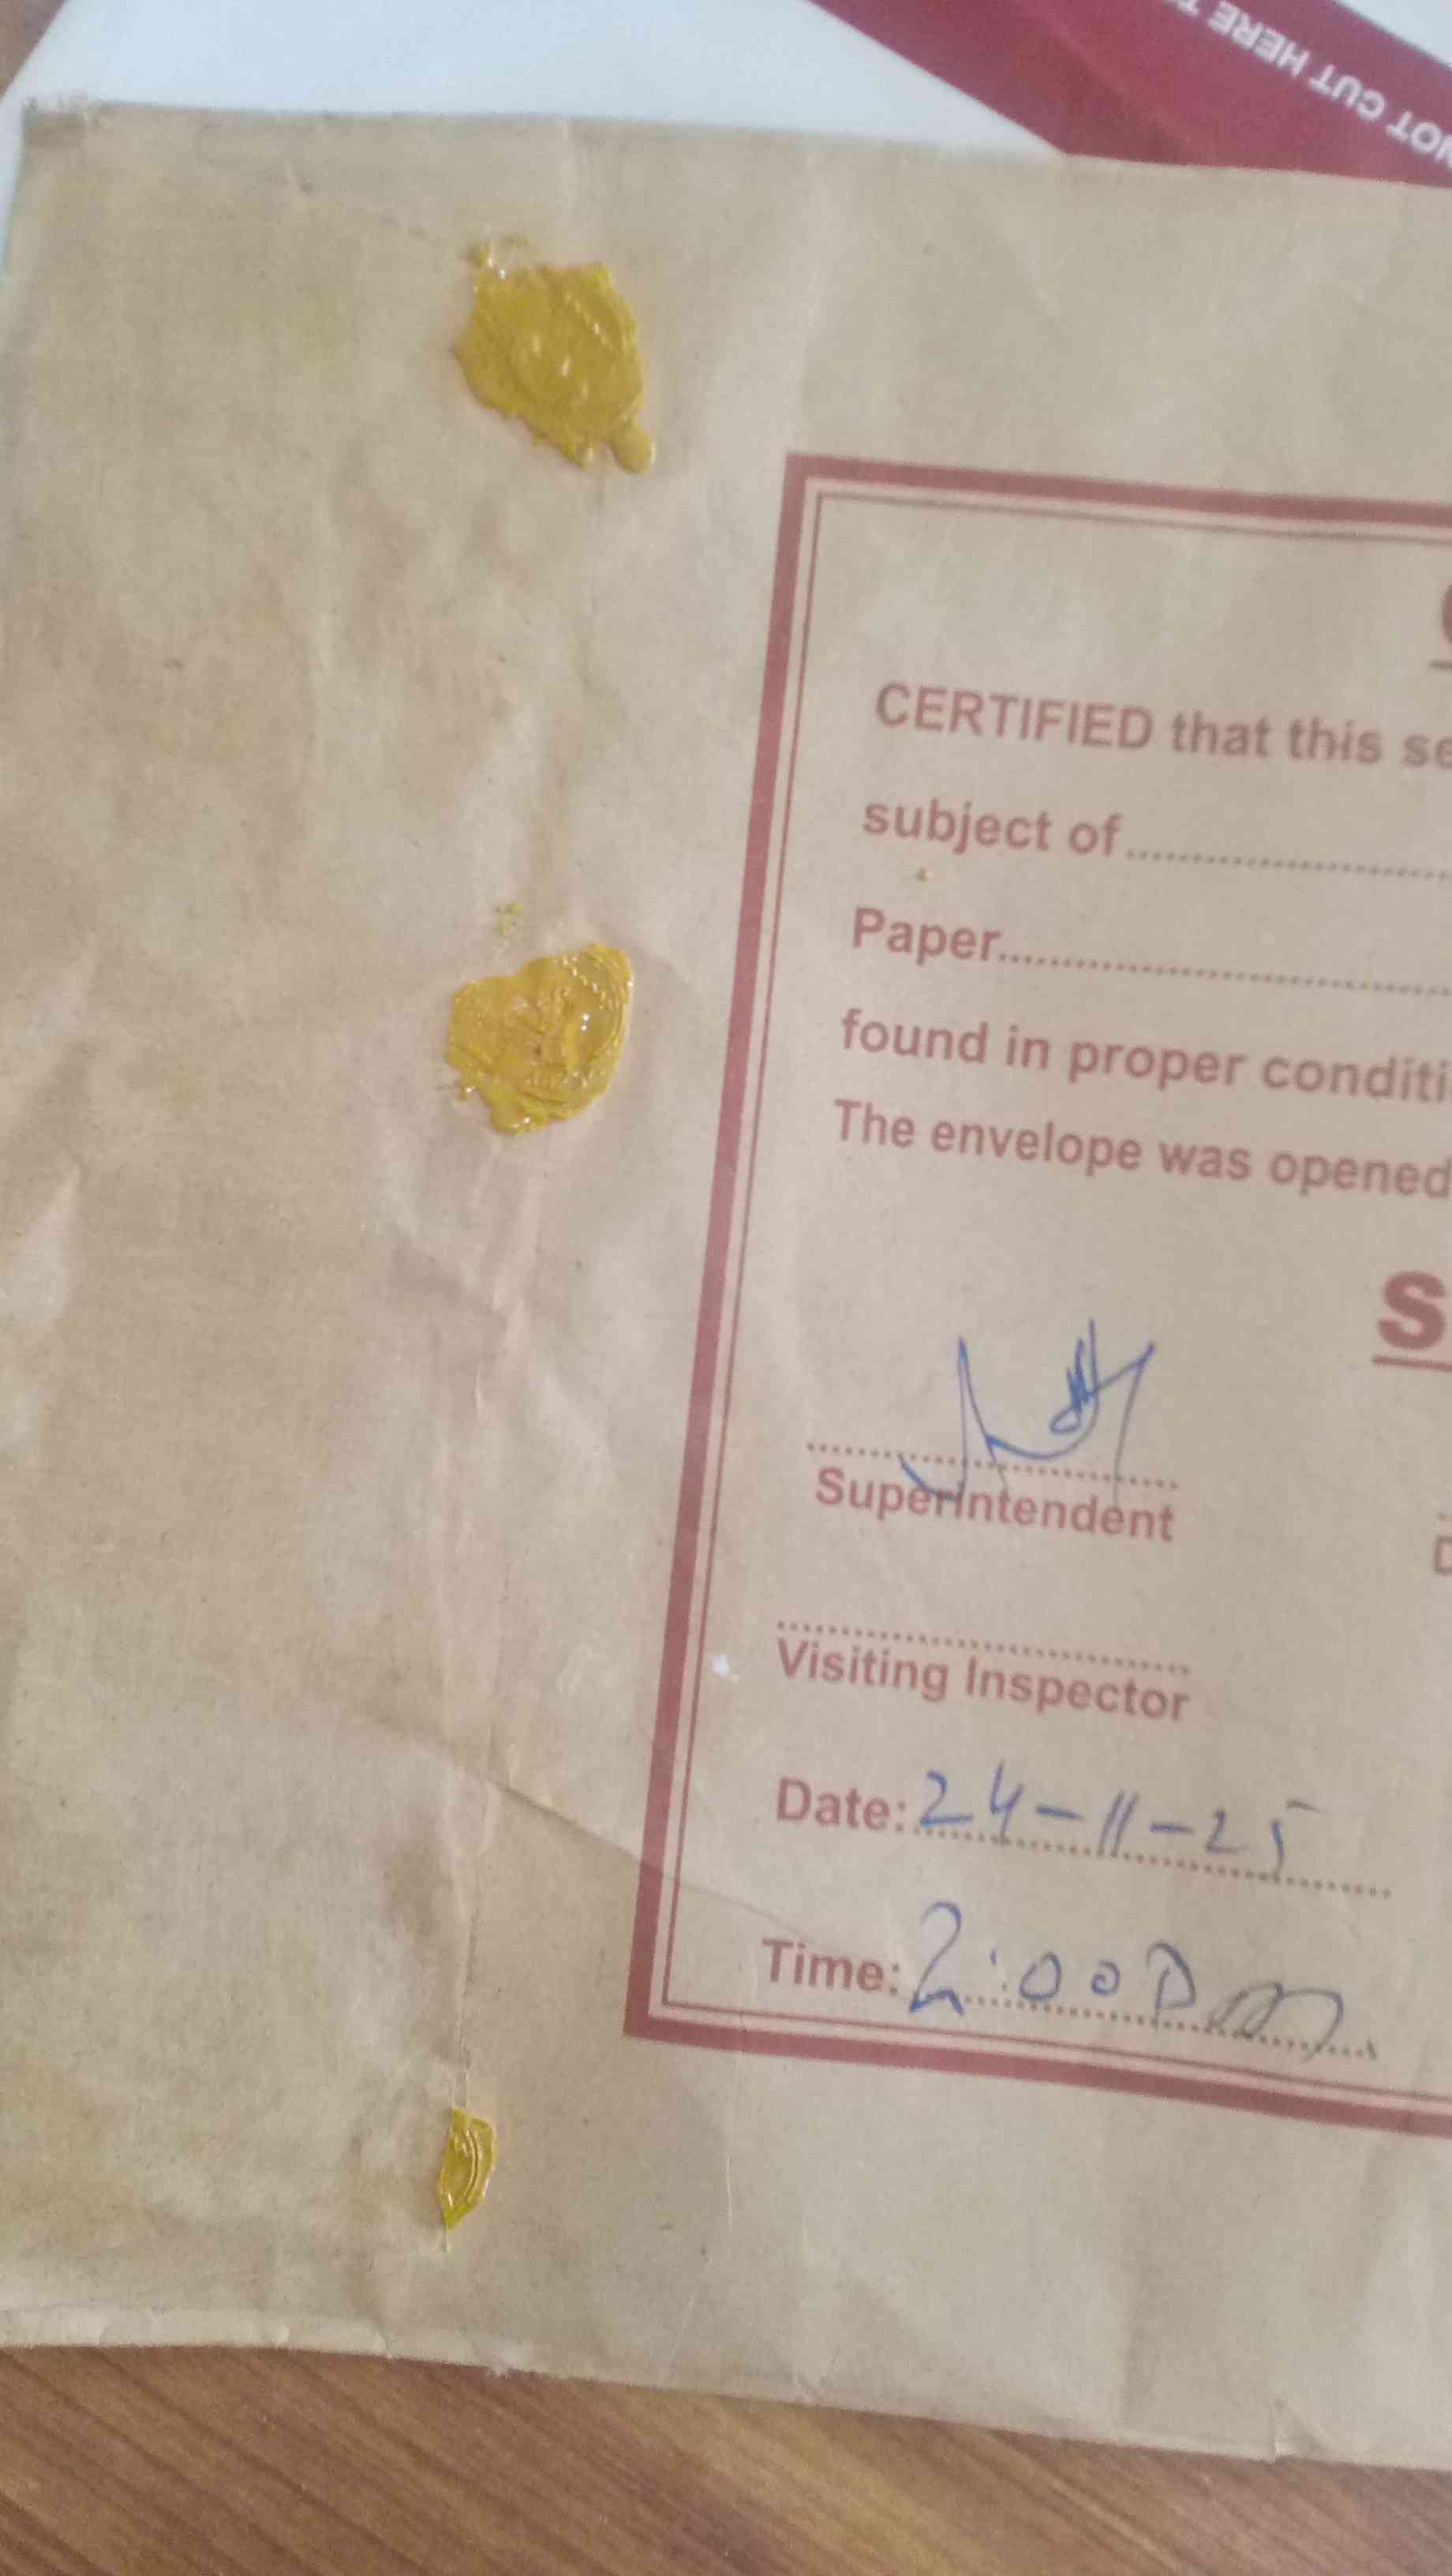 NOT CUT HERE
CERTIFIED that this se
subject of
Paper
found in proper conditi
The envelope was opened
S
Superintendent
D
Visiting Inspector
Date: 24-11-25
Time: 2:00 Pm